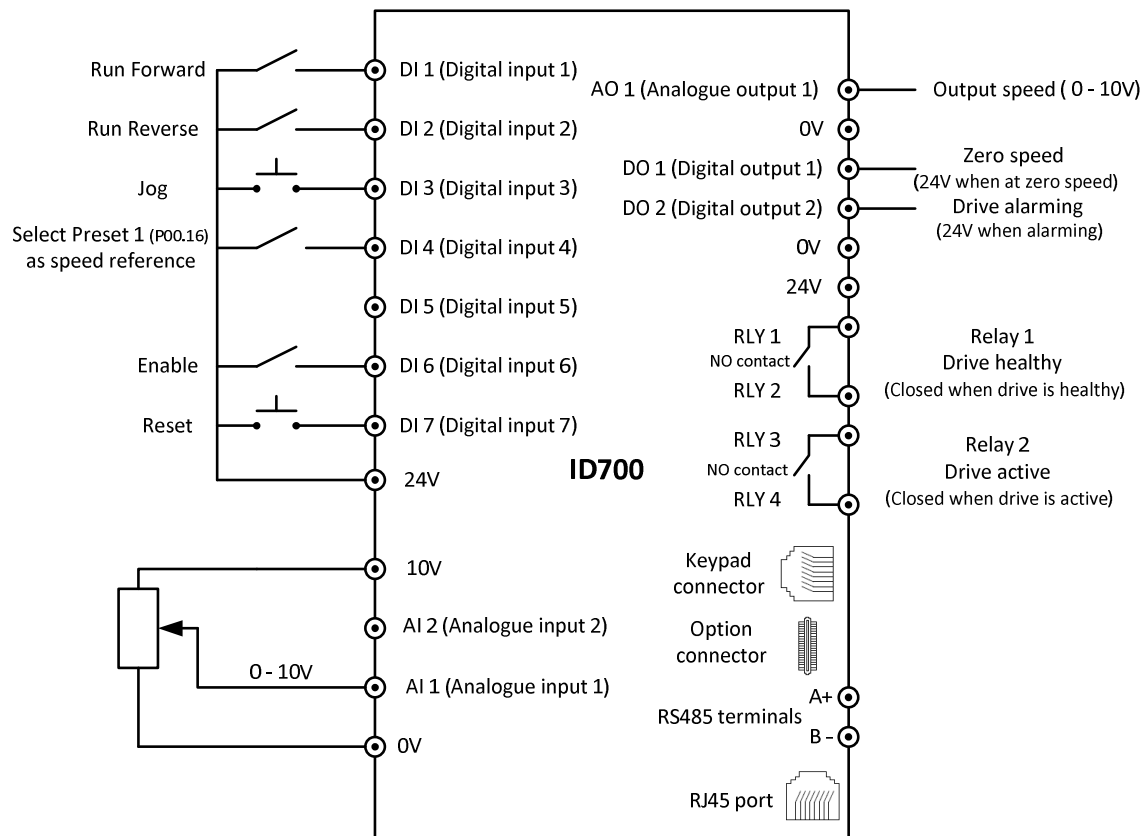 Run Forward
DI 1 (Digital input 1)
Run Reverse
DI 2 (Digital input 2)
Jog
DI 3 (Digital input 3)
Select Preset 1 (P00.16)
as speed reference
DI 4 (Digital input 4)
DI 5 (Digital input 5)
Enable
DI 6 (Digital input 6)
Reset
DI 7 (Digital input 7)
24V
10V
AI 2 (Analogue input 2)
0 - 10V
AI 1 (Analogue input 1)
0V
ID700
AO 1 (Analogue output 1)
Output speed ( 0 - 10V)
0V
DO 1 (Digital output 1)
Zero speed
(24V when at zero speed)
DO 2 (Digital output 2)
Drive alarming
(24V when alarming)
0V
24V
RLY 1
NO contact
RLY 2
Relay 1
Drive healthy
(Closed when drive is healthy)
RLY 3
NO contact
RLY 4
Relay 2
Drive active
(Closed when drive is active)
Keypad
connector
Option
connector
A+
RS485 terminals
B -
RJ45 port